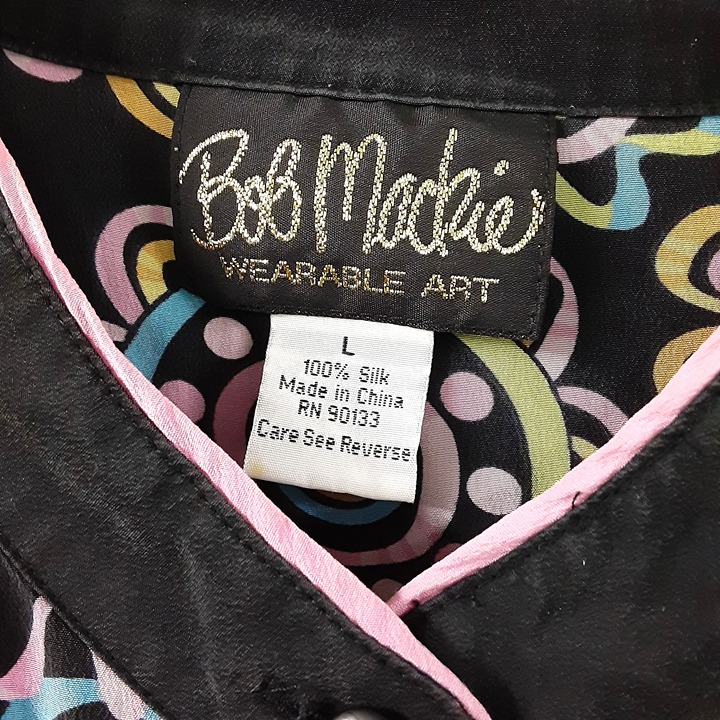 Bob Mackie
WEARABLE ART
L
100% Silk
Made in China
RN 90133
Care See Reverse